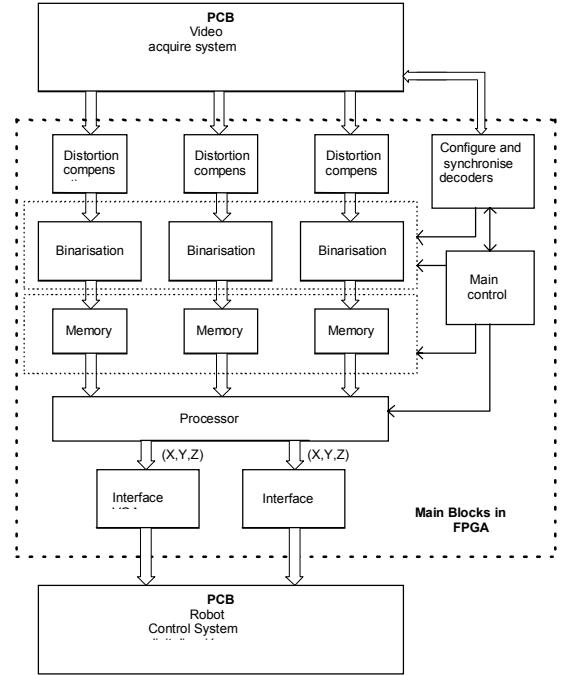 PCB
Video
acquire system
Distortion
compens
Distortion
compens
Distortion
compens
Configure and
synchronise
decoders
Binarisation
Binarisation
Binarisation
Main
control
Memory
Memory
Memory
Processor
(X,Y,Z)
(X,Y,Z)
Interface
Interface
Main Blocks in
FPGA
PCB
Robot
Control System